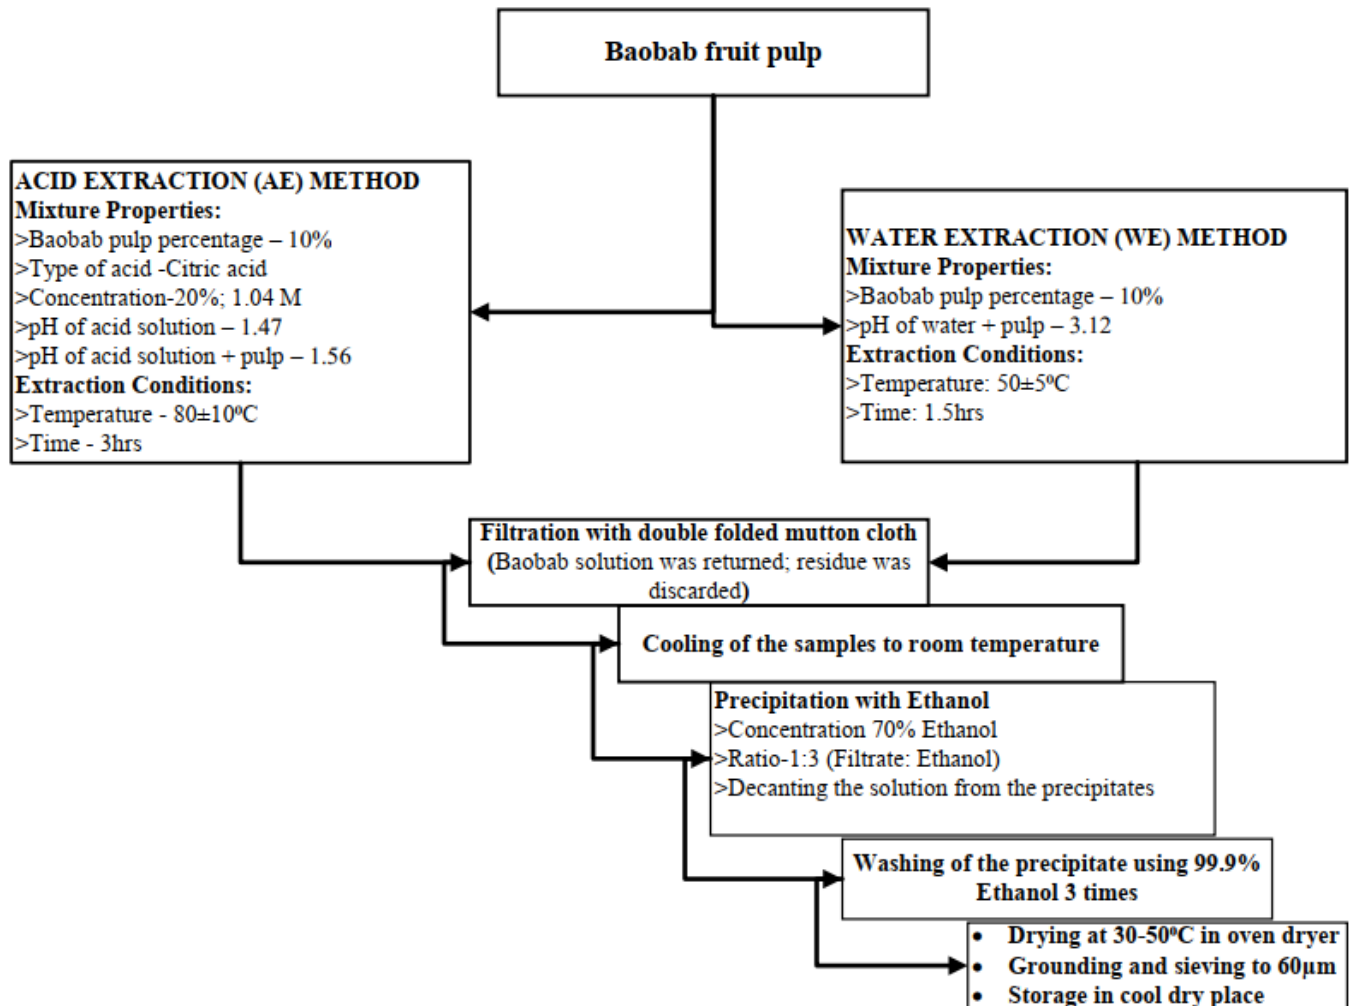 Baobab fruit pulp
ACID EXTRACTION (AE) METHOD
Mixture Properties:
>Baobab pulp percentage – 10%
>Type of acid -Citric acid
>Concentration-20%; 1.04 M
>pH of acid solution – 1.47
>pH of acid solution + pulp – 1.56
Extraction Conditions:
>Temperature - 80±10⁰C
>Time - 3hrs
WATER EXTRACTION (WE) METHOD
Mixture Properties:
>Baobab pulp percentage – 10%
>pH of water + pulp – 3.12
Extraction Conditions:
>Temperature: 50±5⁰C
>Time: 1.5hrs
Filtration with double folded mutton cloth
(Baobab solution was returned; residue was
discarded)
Cooling of the samples to room temperature
Precipitation with Ethanol
>Concentration 70% Ethanol
>Ratio-1:3 (Filtrate: Ethanol)
>Decanting the solution from the precipitates
Washing of the precipitate using 99.9%
Ethanol 3 times
• Drying at 30-50⁰C in oven dryer
• Grounding and sieving to 60µm
• Storage in cool dry place